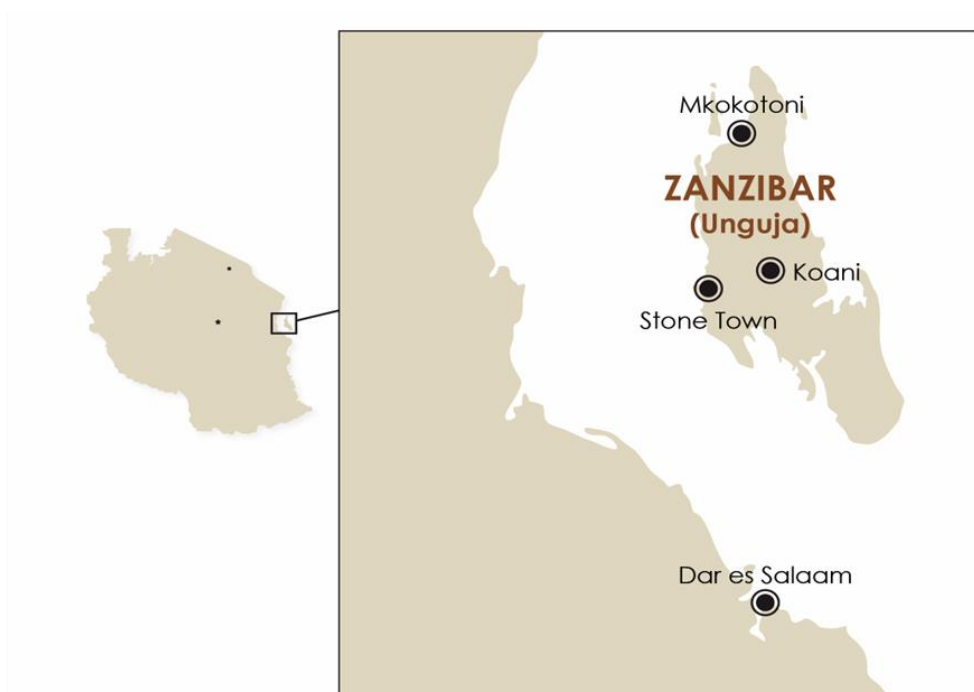 Mkokotoni
ZANZIBAR
(Unguja)
Koani
Stone Town
Dar es Salaam